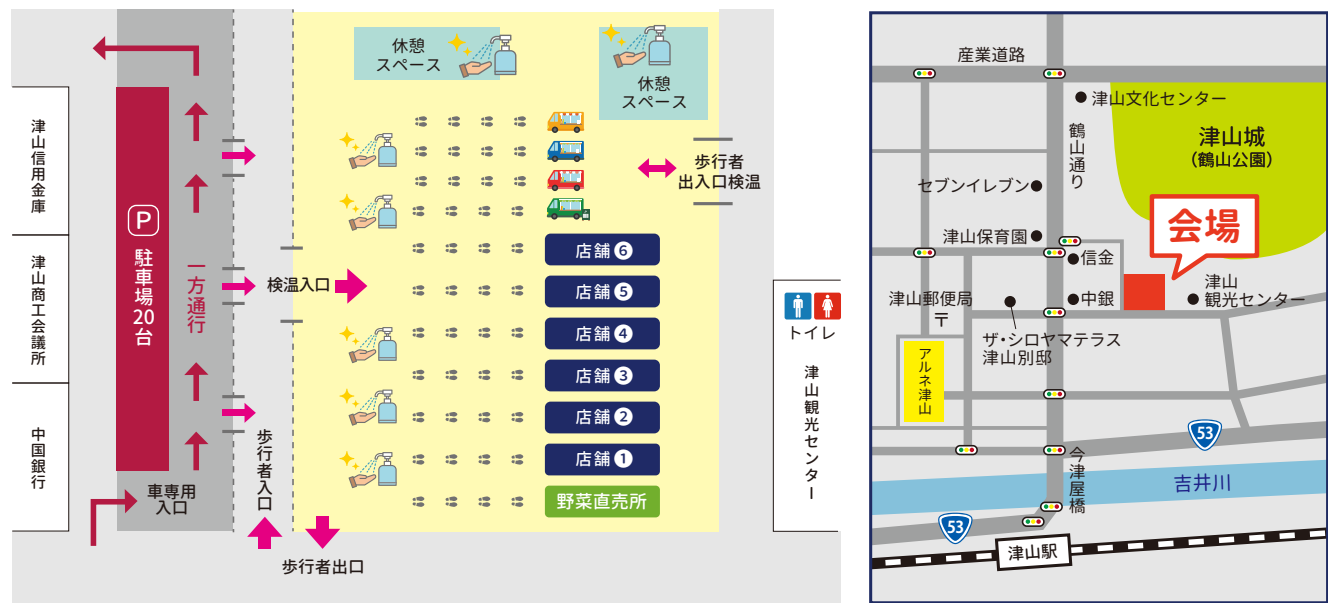 休憩
スペース
休憩
スペース
津山信用金庫
津山商工会議所
中国銀行
P
駐車場20台
一方通行
車専用
入口
歩行者入口
検温入口
歩行者出口
歩行者
出入口検温
店舗6
店舗5
店舗4
店舗3
店舗2
店舗1
野菜直売所
トイレ
津山観光センター
産業道路
津山文化センター
鶴山通り
津山城
(鶴山公園)
セブンイレブン
津山保育園
会場
信金
中銀
津山
観光センター
津山郵便局
〒
ザ・シロヤマテラス
津山別邸
アルネ津山
53
今津屋橋
吉井川
53
津山駅